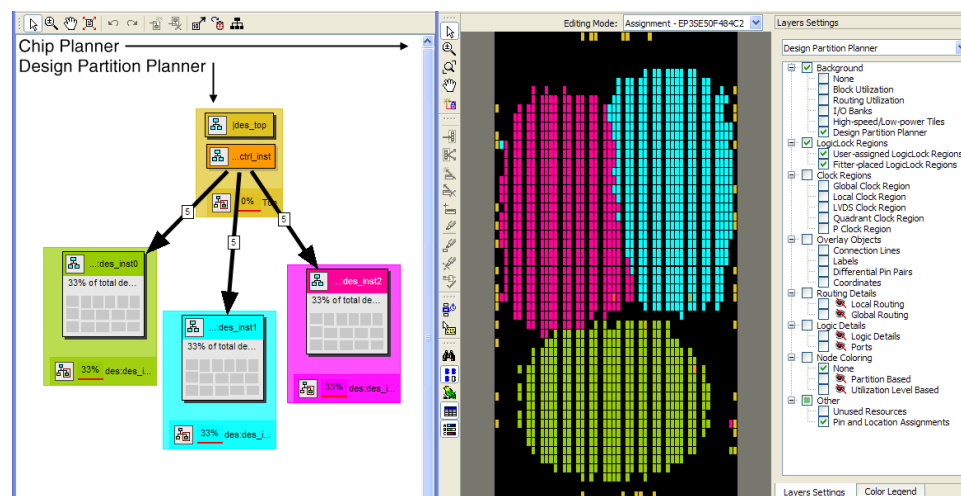 Editing Mode: Assignment - EP3SE50F484C2
Layers Settings
Chip Planner
Design Partition Planner
Design Partition Planner
|des_top
...ctrl_inst
0%
5
5
5
...:des_inst0
33% of total de...
33% des:des_i...
...:des_inst1
33% of total de...
33% des:des_i...
...:des_inst2
33% of total de...
33% des:des_i...
Background
None
Block Utilization
Routing Utilization
I/O Banks
High-speed/Low-power Tiles
Design Partition Planner
LogicLock Regions
User-assigned LogicLock Regions
Fitter-placed LogicLock Regions
Clock Regions
Global Clock Region
Local Clock Region
LVDS Clock Region
Quadrant Clock Region
P Clock Region
Overlay Objects
Connection Lines
Labels
Differential Pin Pairs
Coordinates
Routing Details
Local Routing
Global Routing
Logic Details
Logic Details
Ports
Node Coloring
None
Partition Based
Utilization Level Based
Other
Unused Resources
Pin and Location Assignments
Layers Settings
Color Legend